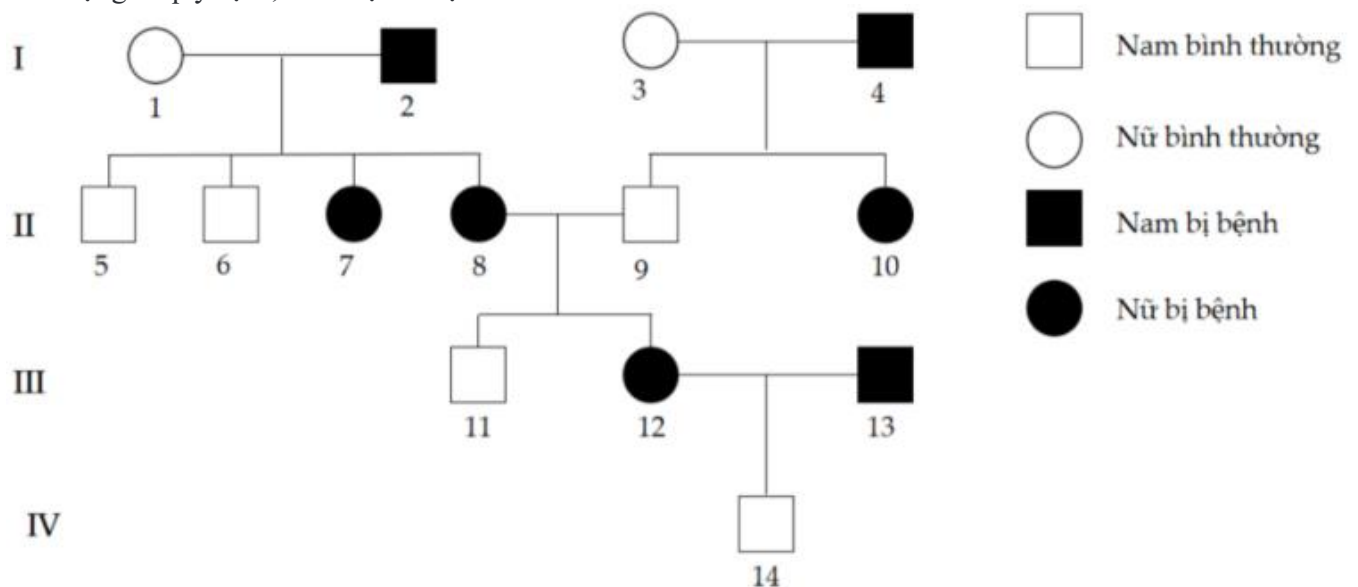 I 1 2 3 4 Nam bình thường
Nữ bình thường
II 5 6 7 8 9 10 Nam bị bệnh
Nữ bị bệnh
III 11 12 13
IV 14